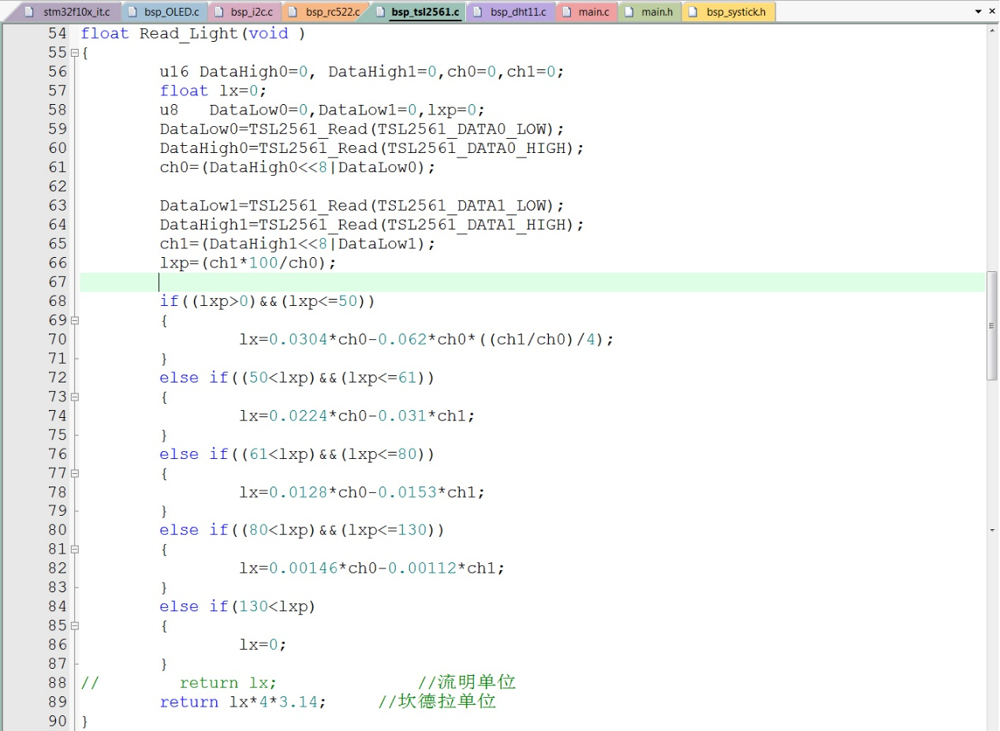 stm32f10x_it.c bsp_OLED.c bsp_i2c.c bsp_rc522.c bsp_tsl2561.c bsp_dht11.c main.c main.h bsp_systick.h
54 float Read_Light(void )
55 {
56 u16 DataHigh0=0, DataHigh1=0,ch0=0,ch1=0;
57 float lx=0;
58 u8 DataLow0=0,DataLow1=0,lxp=0;
59 DataLow0=TSL2561_Read(TSL2561_DATA0_LOW);
60 DataHigh0=TSL2561_Read(TSL2561_DATA0_HIGH);
61 ch0=(DataHigh0<<8|DataLow0);
62
63 DataLow1=TSL2561_Read(TSL2561_DATA1_LOW);
64 DataHigh1=TSL2561_Read(TSL2561_DATA1_HIGH);
65 ch1=(DataHigh1<<8|DataLow1);
66 lxp=(ch1*100/ch0);
67
68 if((lxp>0)&&(lxp<=50))
69 {
70 lx=0.0304*ch0-0.062*ch0*((ch1/ch0)/4);
71 }
72 else if((50<lxp)&&(lxp<=61))
73 {
74 lx=0.0224*ch0-0.031*ch1;
75 }
76 else if((61<lxp)&&(lxp<=80))
77 {
78 lx=0.0128*ch0-0.0153*ch1;
79 }
80 else if((80<lxp)&&(lxp<=130))
81 {
82 lx=0.00146*ch0-0.00112*ch1;
83 }
84 else if(130<lxp)
85 {
86 lx=0;
87 }
88 // return lx; //流明单位
89 return lx*4*3.14; //坎德拉单位
90 }